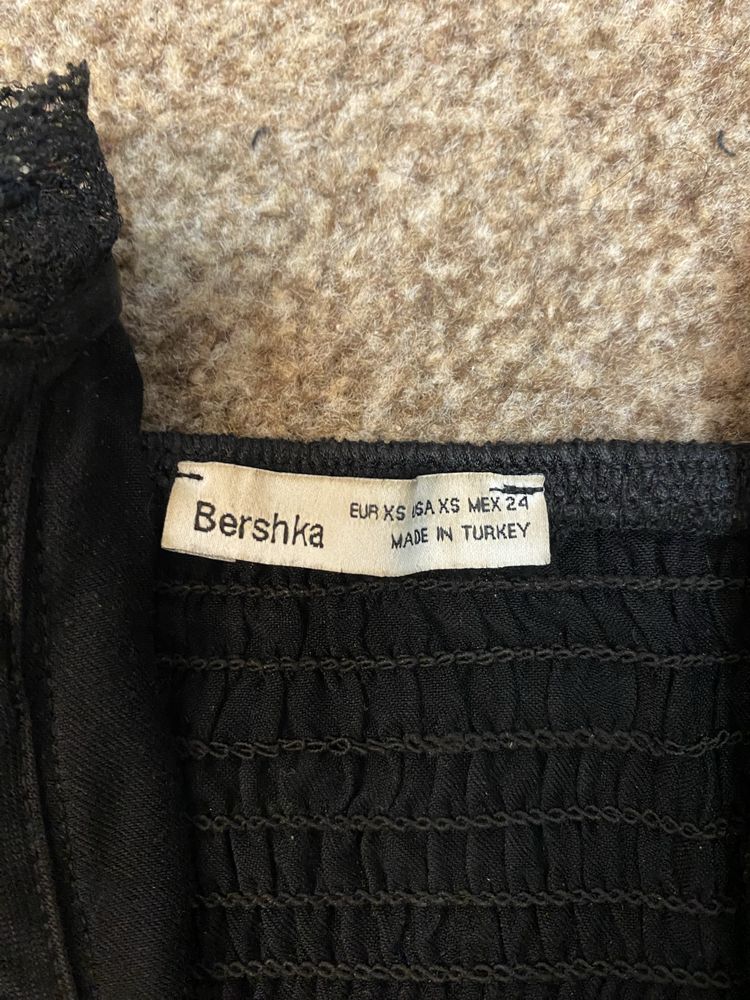 Bershka
EUR XS USA XS MEX 24
MADE IN TURKEY